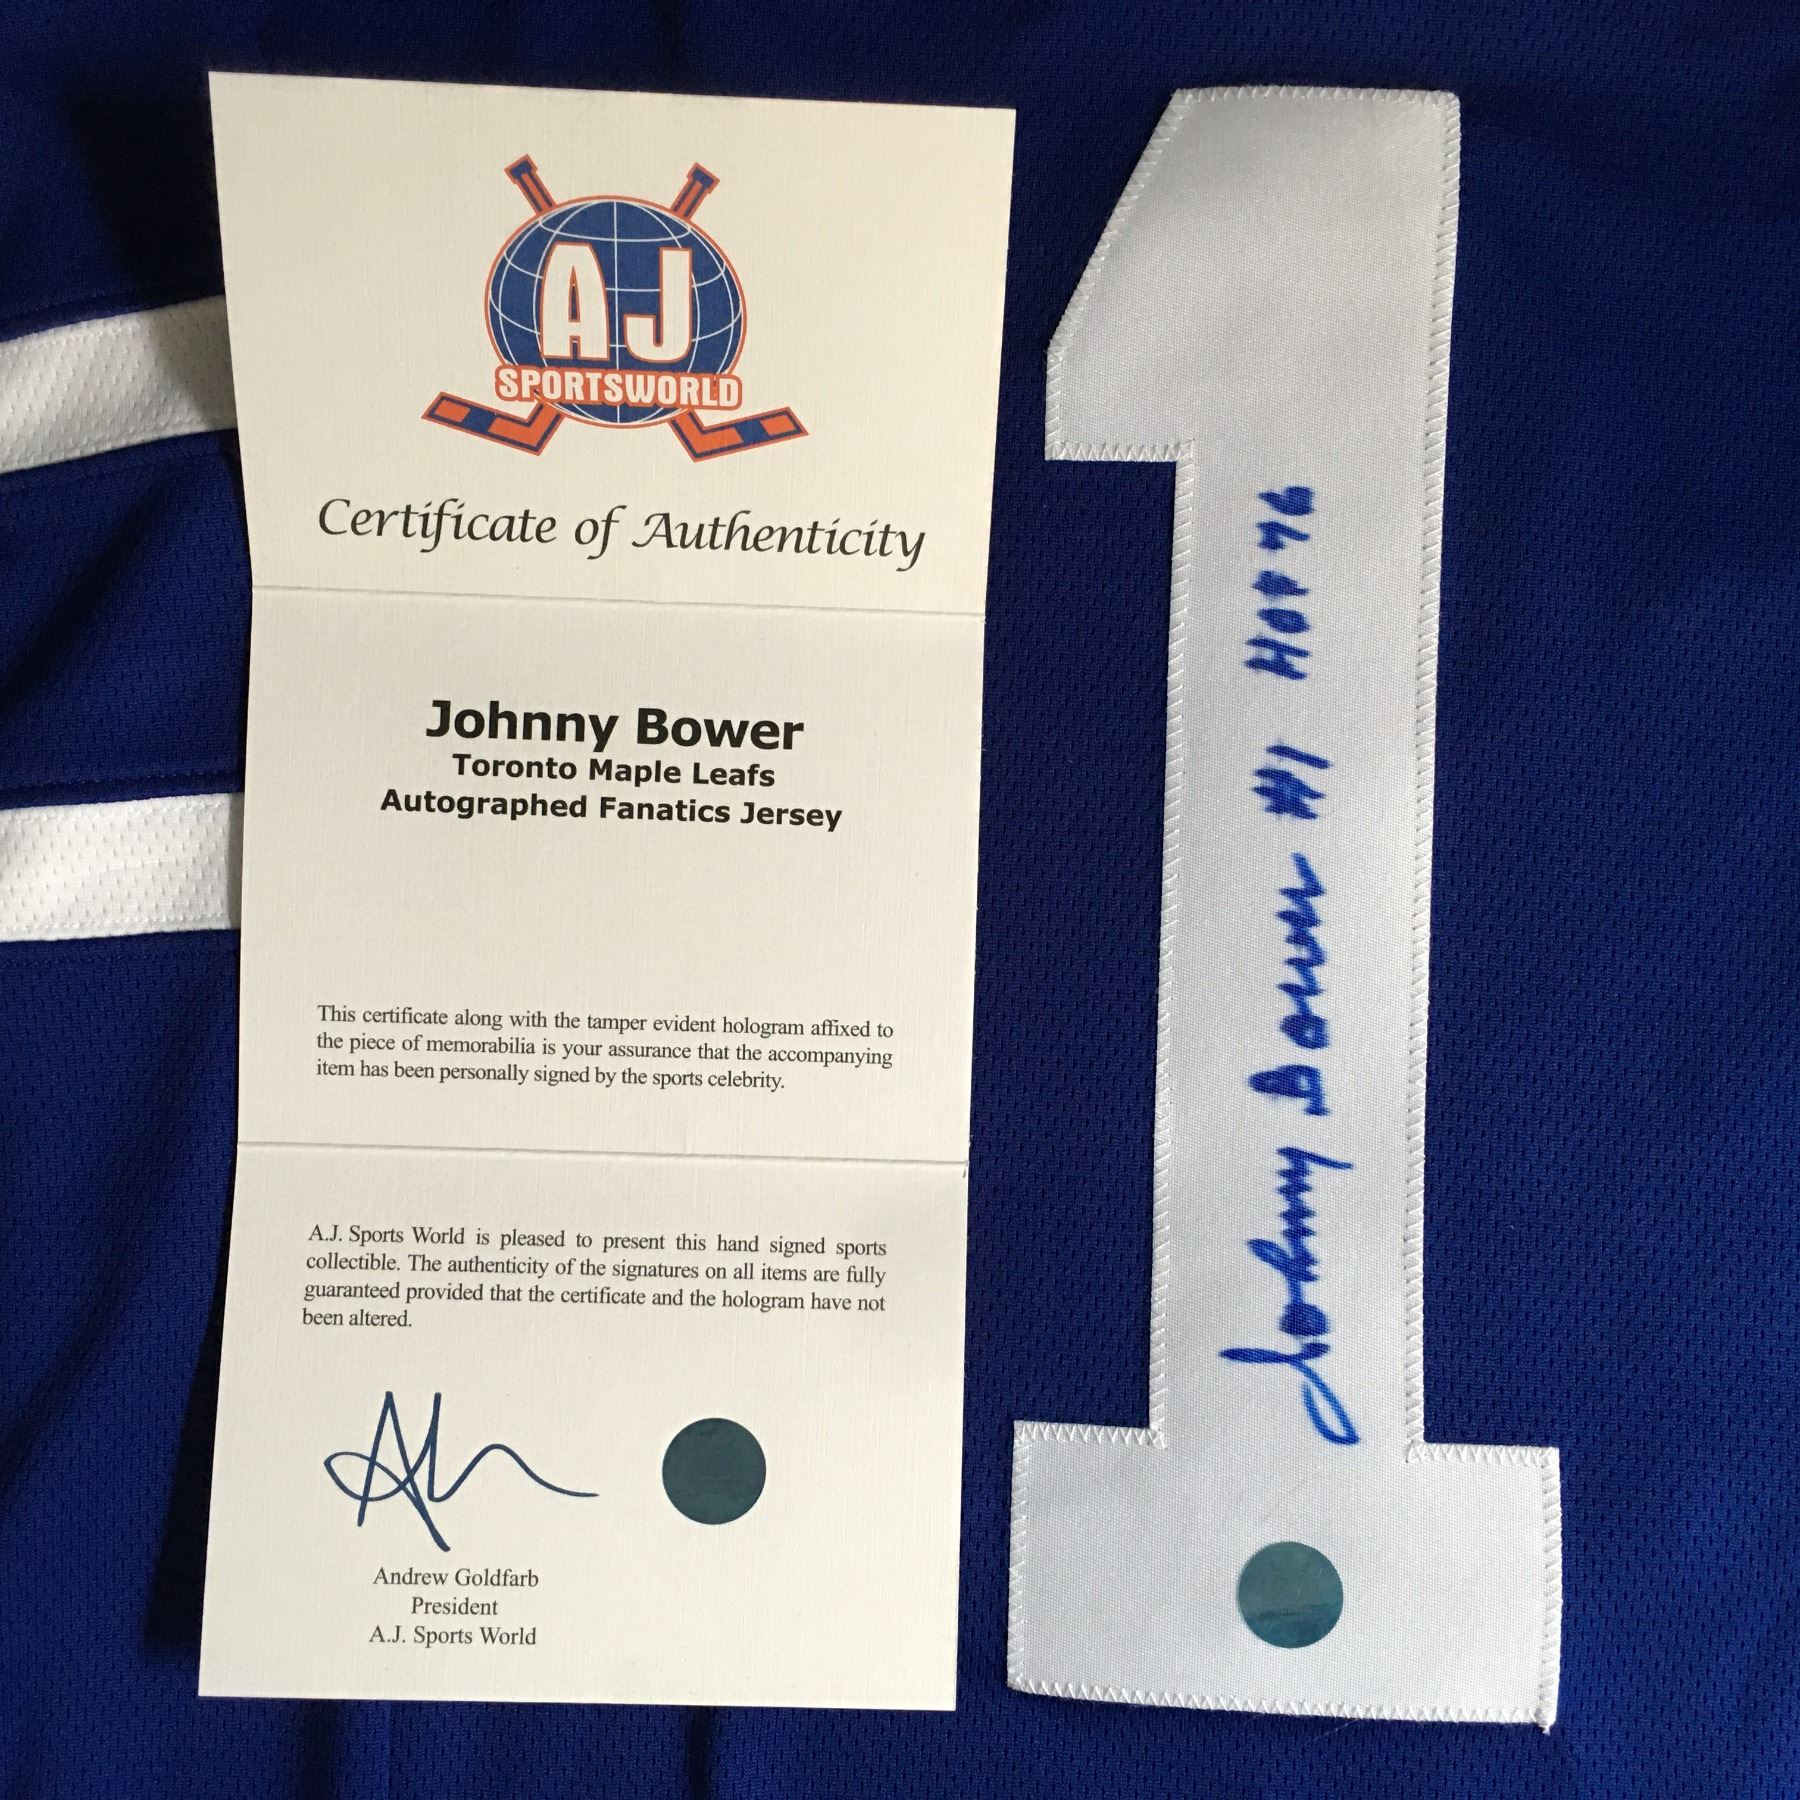 AJ
SPORTSWORLD
Certificate of Authenticity
Johnny Bower
Toronto Maple Leafs
Autographed Fanatics Jersey
This certificate along with the tamper evident hologram affixed to
the piece of memorabilia is your assurance that the accompanying
item has been personally signed by the sports celebrity.
A.J. Sports World is pleased to present this hand signed sports
collectible. The authenticity of the signatures on all items are fully
guaranteed provided that the certificate and the hologram have not
been altered.
Andrew Goldfarb
President
A.J. Sports World
1
Johnny Bower #1 HOF 76